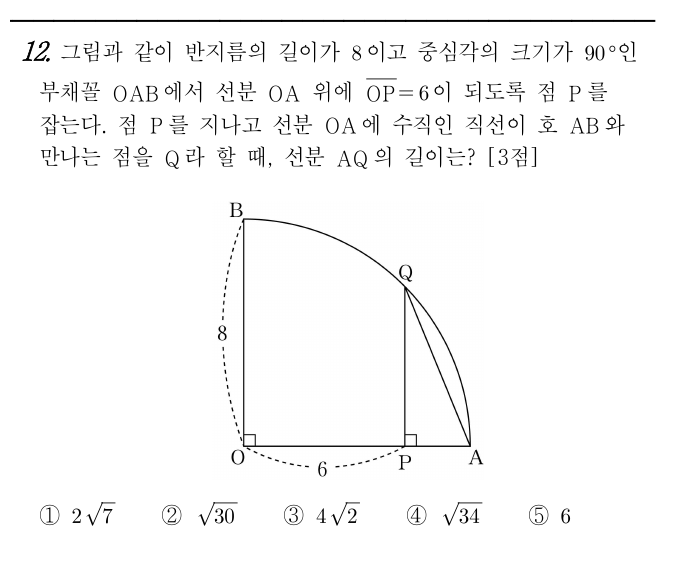 12. 그림과 같이 반지름의 길이가 8이고 중심각의 크기가 90°인
부채꼴 OAB에서 선분 OA 위에 \overline{OP}=6이 되도록 점 P를
잡는다. 점 P를 지나고 선분 OA에 수직인 직선이 호 AB와
만나는 점을 Q라 할 때, 선분 AQ의 길이는? [3점]
B
Q
8
O
6
P
A
① 2√7 ② √30 ③ 4√2 ④ √34 ⑤ 6